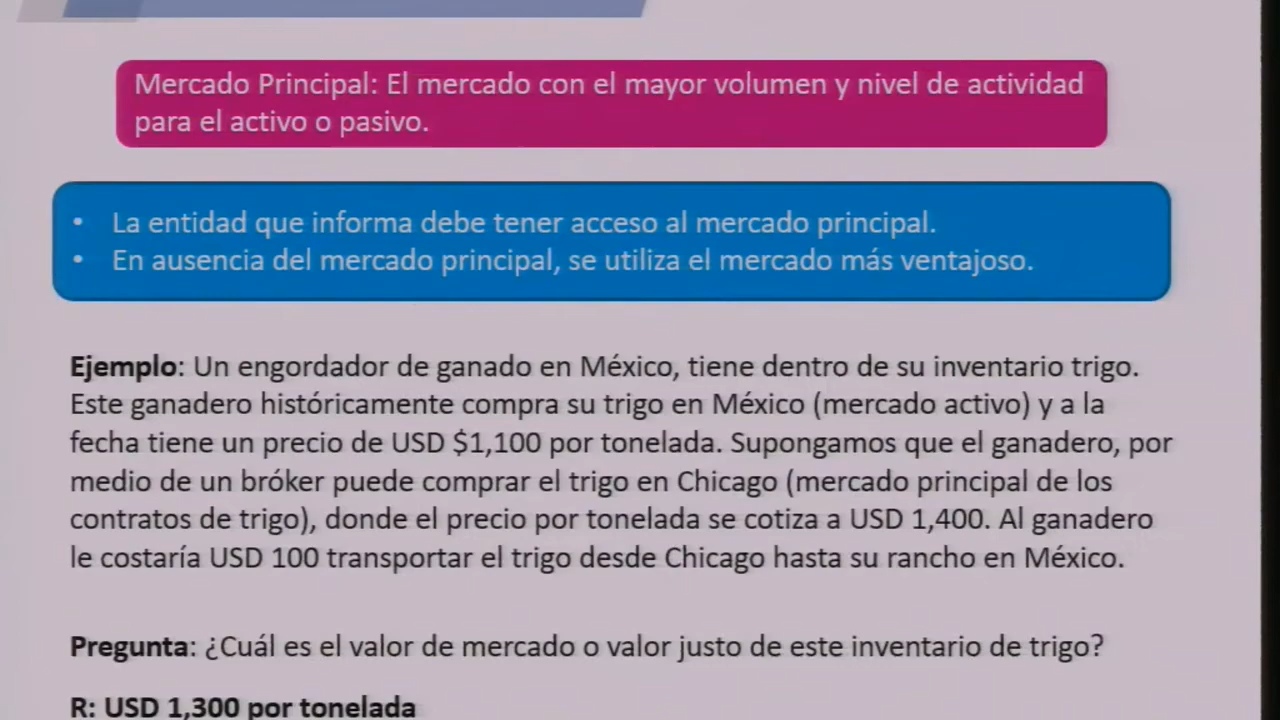 Mercado Principal: El mercado con el mayor volumen y nivel de actividad
para el activo o pasivo.
• La entidad que informa debe tener acceso al mercado principal.
• En ausencia del mercado principal, se utiliza el mercado más ventajoso.
Ejemplo: Un engordador de ganado en México, tiene dentro de su inventario trigo.
Este ganadero históricamente compra su trigo en México (mercado activo) y a la
fecha tiene un precio de USD $1,100 por tonelada. Supongamos que el ganadero, por
medio de un bróker puede comprar el trigo en Chicago (mercado principal de los
contratos de trigo), donde el precio por tonelada se cotiza a USD 1,400. Al ganadero
le costaría USD 100 transportar el trigo desde Chicago hasta su rancho en México.
Pregunta: ¿Cuál es el valor de mercado o valor justo de este inventario de trigo?
R: USD 1,300 por tonelada